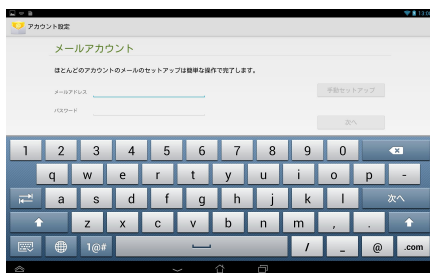 13:08
アカウント設定
メールアカウント
ほとんどのアカウントのメールのセットアップは簡単な操作で完了します。
メールアドレス
手動セットアップ
パスワード
次へ
1 2 3 4 5 6 7 8 9 0
q w e r t y u i o p -
a s d f g h j k l 次へ
z x c v b n m , .
1@# / _ @ .com